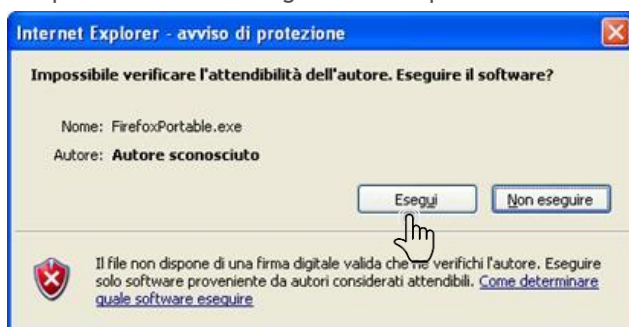 Internet Explorer - avviso di protezione
Impossibile verificare l'attendibilità dell'autore. Eseguire il software?
Nome: FirefoxPortable.exe
Autore: Autore sconosciuto
Esegui Non eseguire
Il file non dispone di una firma digitale valida che ne verifichi l'autore. Eseguire
solo software proveniente da autori considerati attendibili. Come determinare
quale software eseguire